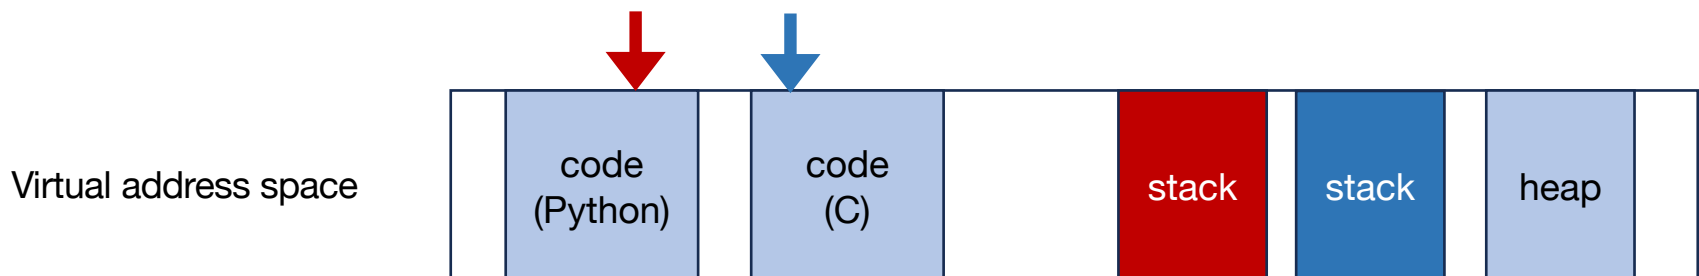 Virtual address space
code
(Python)
code
(C)
stack
stack
heap